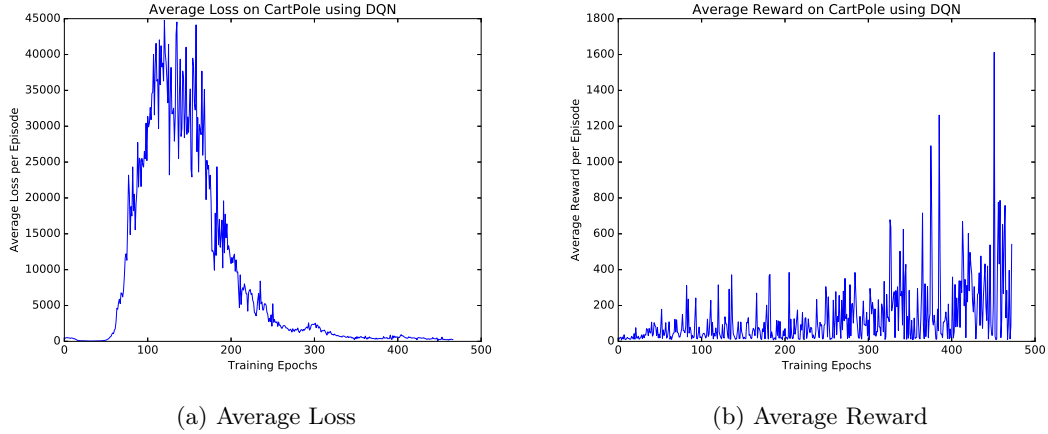 Average Loss on CartPole using DQN
45000
40000
35000
30000
25000
20000
15000
10000
5000
0
Average Loss per Episode
0 100 200 300 400 500
Training Epochs
(a) Average Loss
Average Reward on CartPole using DQN
1800
1600
1400
1200
1000
800
600
400
200
0
Average Reward per Episode
0 100 200 300 400 500
Training Epochs
(b) Average Reward